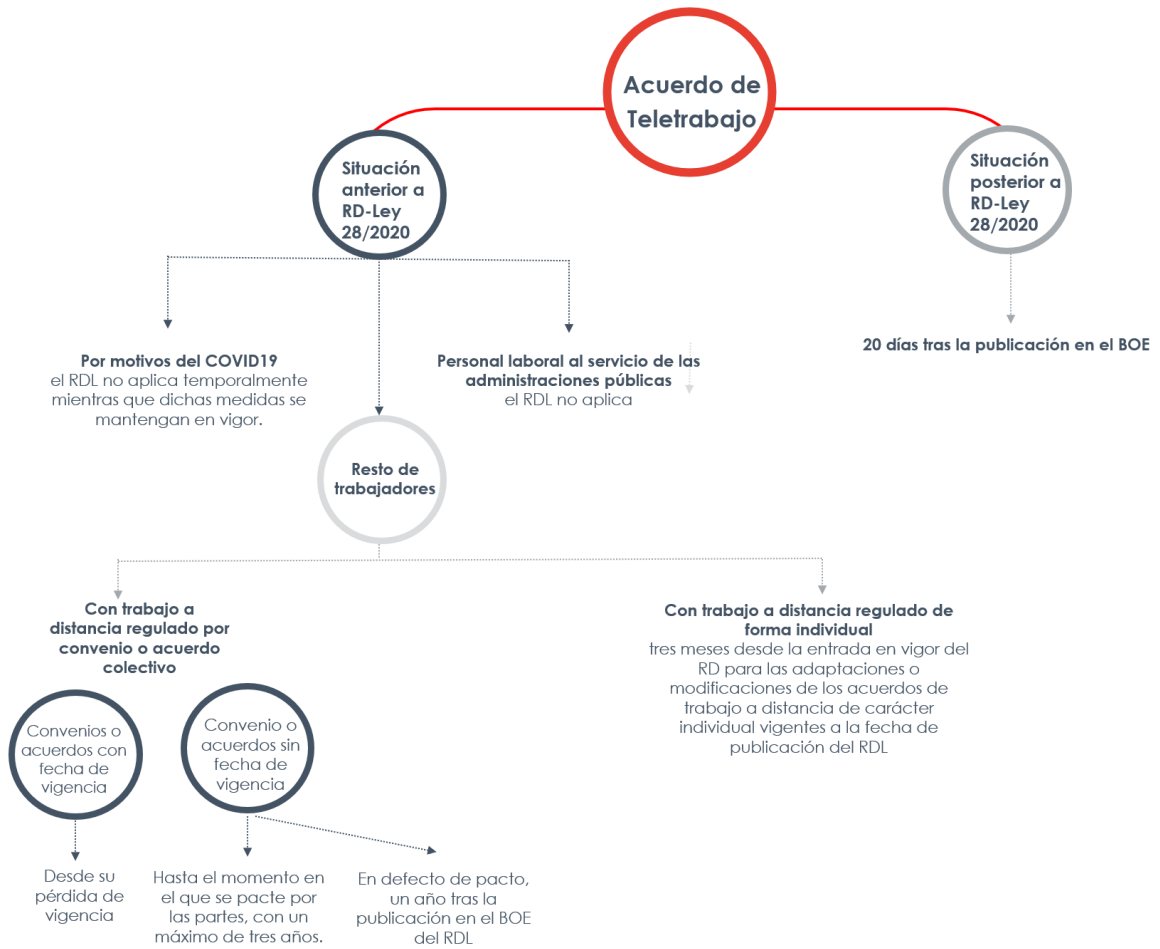 Acuerdo de
Teletrabajo
Situación
anterior a
RD-Ley
28/2020
Situación
posterior a
RD-Ley
28/2020
Por motivos del COVID19
el RDL no aplica temporalmente
mientras que dichas medidas se
mantengan en vigor.
Personal laboral al servicio de las
administraciones públicas
el RDL no aplica
20 días tras la publicación en el BOE
Resto de
trabajadores
Con trabajo a
distancia regulado por
convenio o acuerdo
colectivo
Con trabajo a distancia regulado de
forma individual
tres meses desde la entrada en vigor del
RD para las adaptaciones o
modificaciones de los acuerdos de
trabajo a distancia de carácter
individual vigentes a la fecha de
publicación del RDL
Convenios o
acuerdos con
fecha de
vigencia
Convenio o
acuerdos sin
fecha de
vigencia
Desde su
pérdida de
vigencia
Hasta el momento en
el que se pacte por
las partes, con un
máximo de tres años.
En defecto de pacto,
un año tras la
publicación en el BOE
del RDL